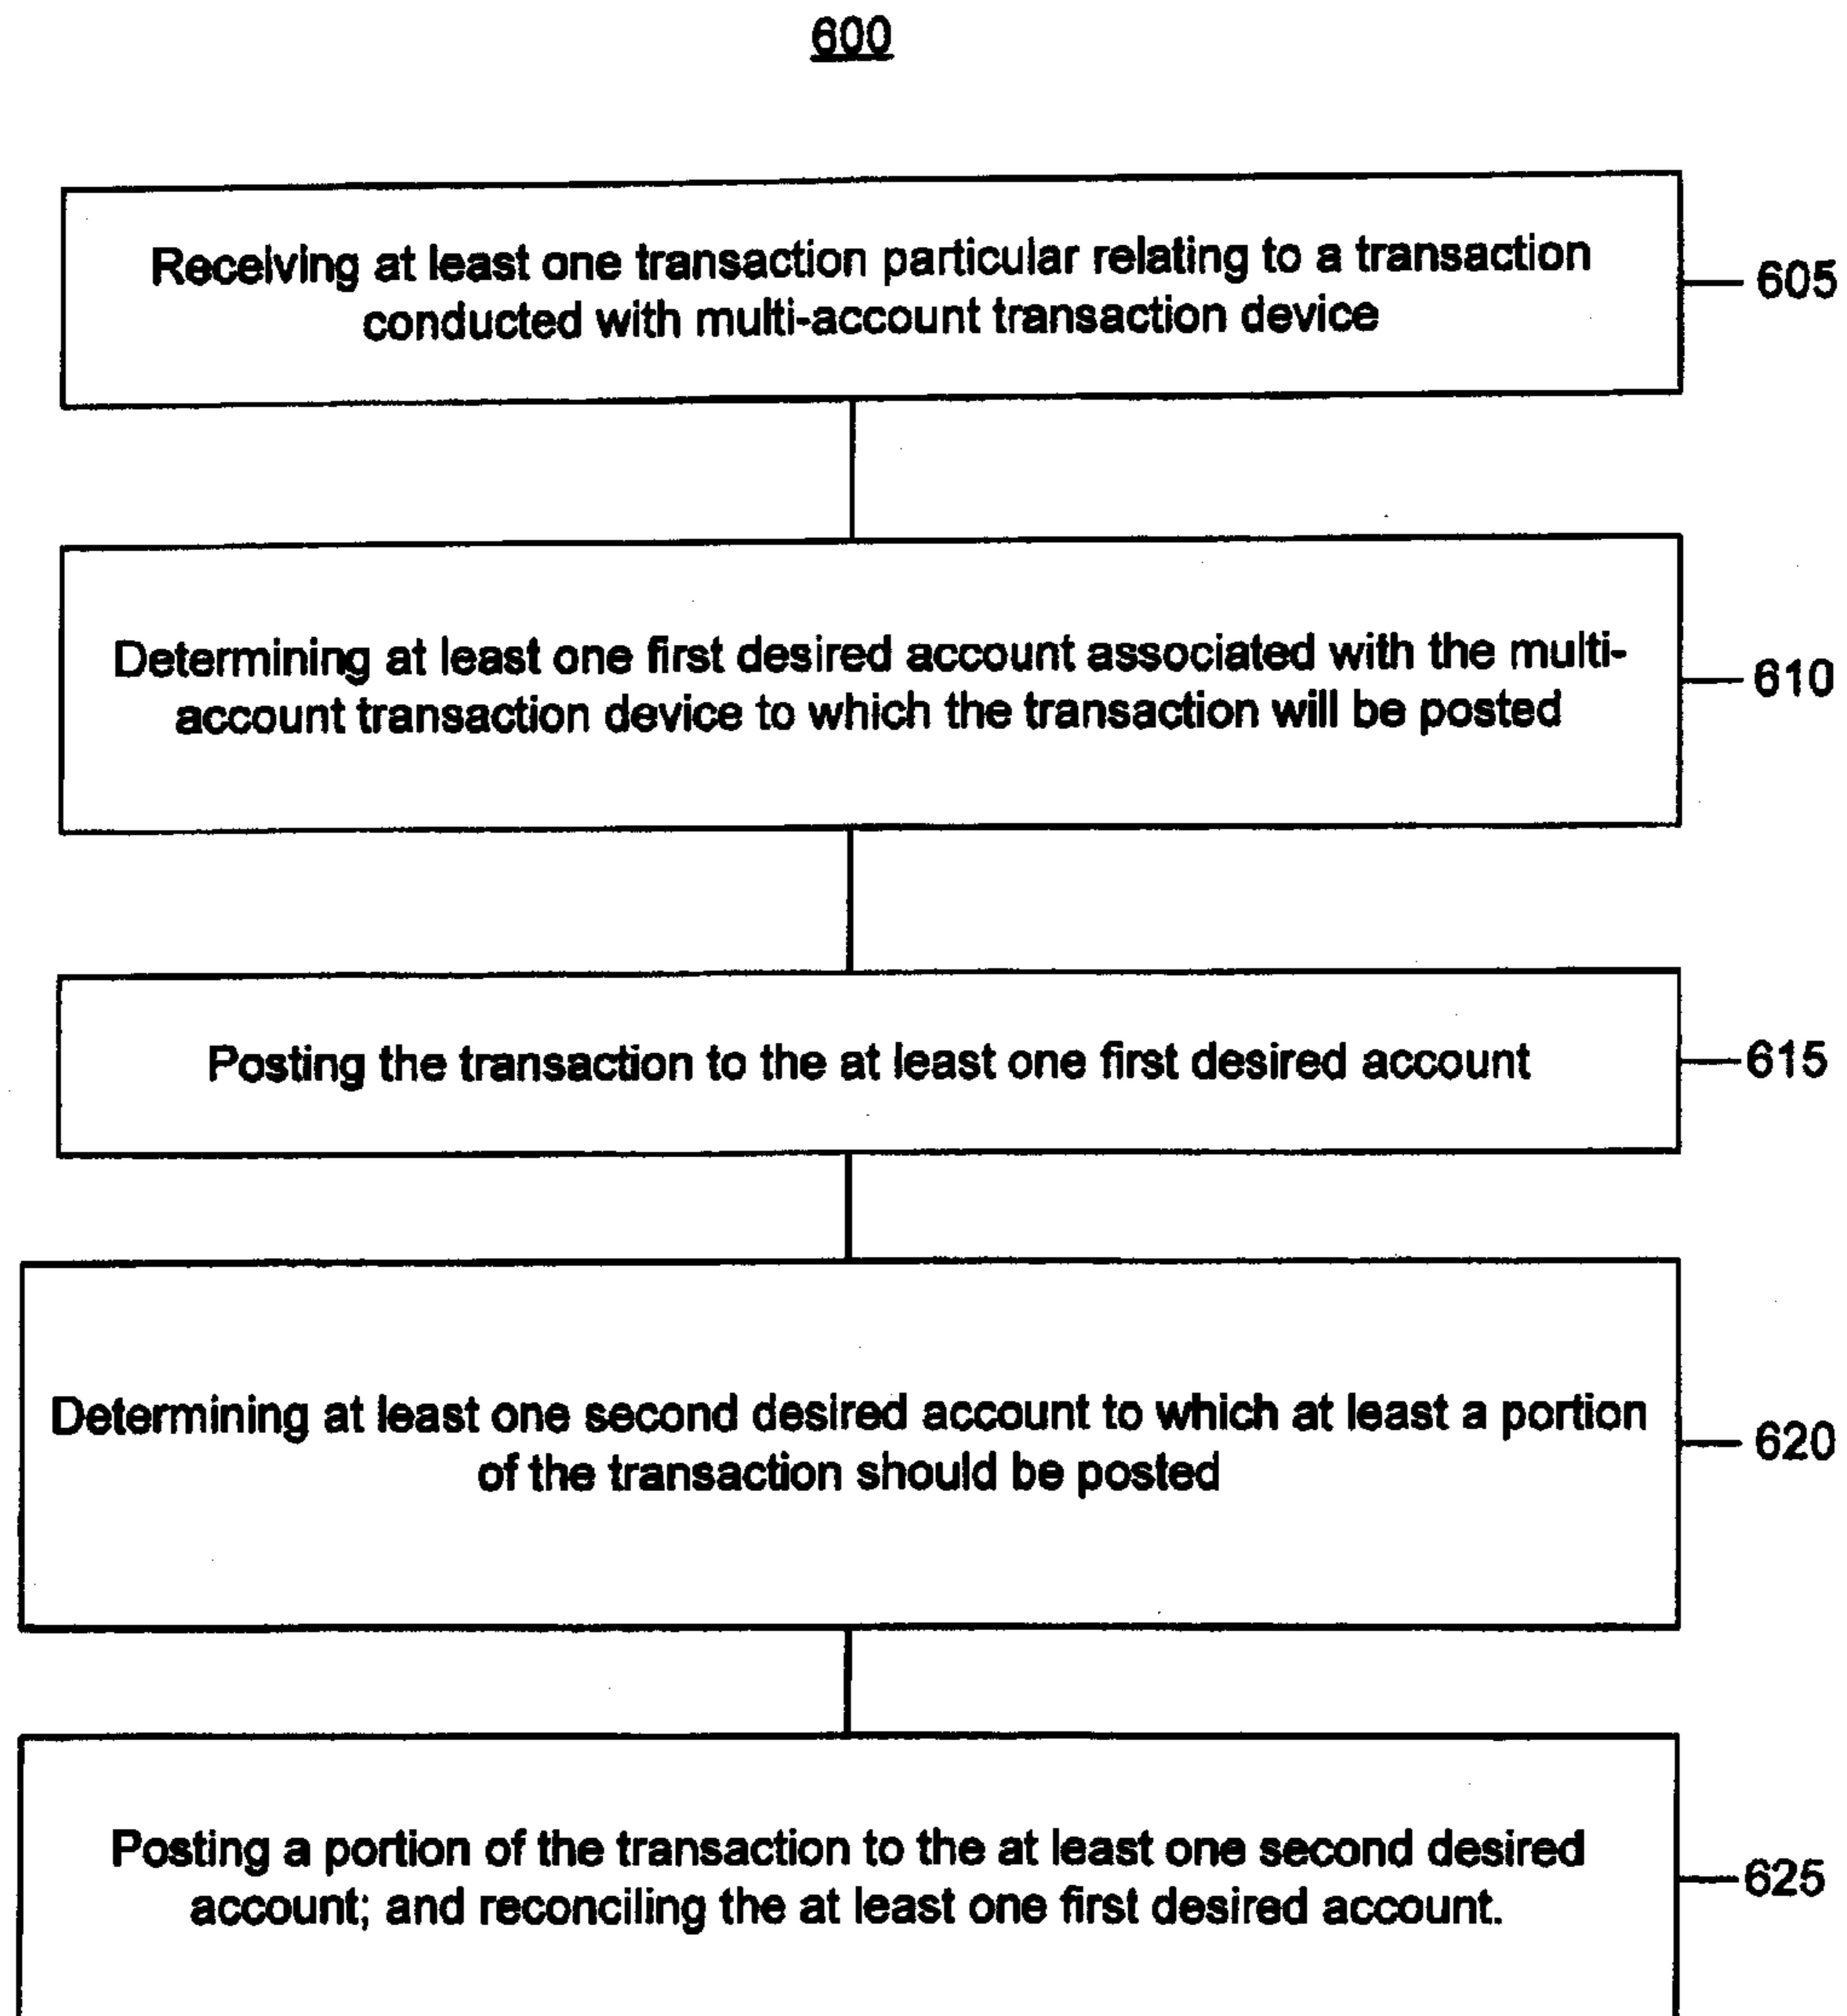 600
Receiving at least one transaction particular relating to a transaction
conducted with multi-account transaction device
605
Determining at least one first desired account associated with the multi-
account transaction device to which the transaction will be posted
610
Posting the transaction to the at least one first desired account
615
Determining at least one second desired account to which at least a portion
of the transaction should be posted
620
Posting a portion of the transaction to the at least one second desired
account; and reconciling the at least one first desired account.
625